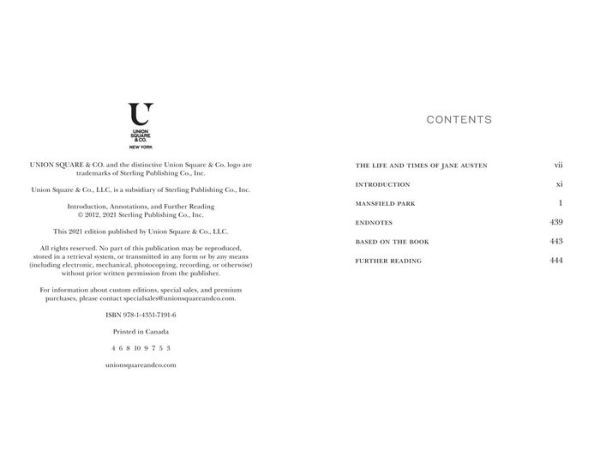 U
UNION
SQUARE
& CO.
NEW YORK
UNION SQUARE & CO. and the distinctive Union Square & Co. logo are
trademarks of Sterling Publishing Co., Inc.
Union Square & Co., LLC, is a subsidiary of Sterling Publishing Co., Inc.
Introduction, Annotations, and Further Reading
© 2012, 2021 Sterling Publishing Co., Inc.
This 2021 edition published by Union Square & Co., LLC.
All rights reserved. No part of this publication may be reproduced,
stored in a retrieval system, or transmitted in any form or by any means
(including electronic, mechanical, photocopying, recording, or otherwise)
without prior written permission from the publisher.
For information about custom editions, special sales, and premium
purchases, please contact specialsales@unionsquareandco.com.
ISBN 978-1-4351-7191-6
Printed in Canada
4 6 8 10 9 7 5 3
unionsquareandco.com
CONTENTS
THE LIFE AND TIMES OF JANE AUSTEN vii
INTRODUCTION xi
MANSFIELD PARK 1
ENDNOTES 439
BASED ON THE BOOK 443
FURTHER READING 444